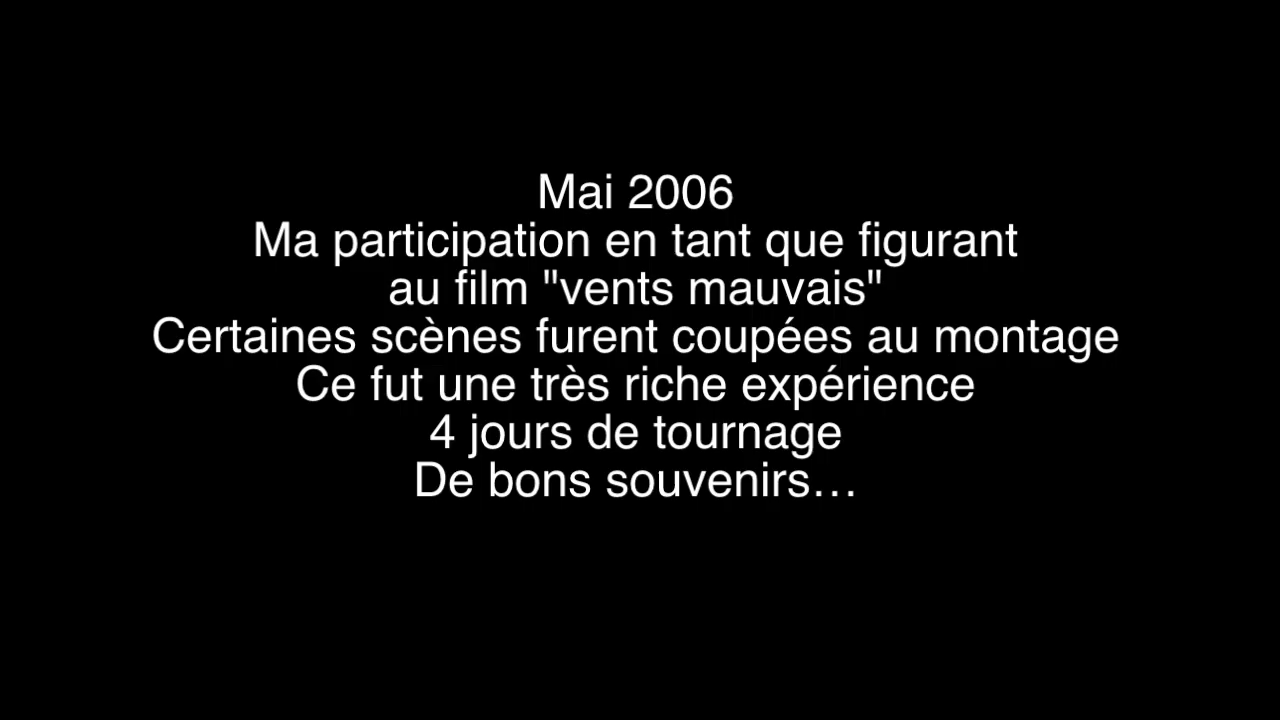 Mai 2006
Ma participation en tant que figurant
au film "vents mauvais"
Certaines scènes furent coupées au montage
Ce fut une très riche expérience
4 jours de tournage
De bons souvenirs…